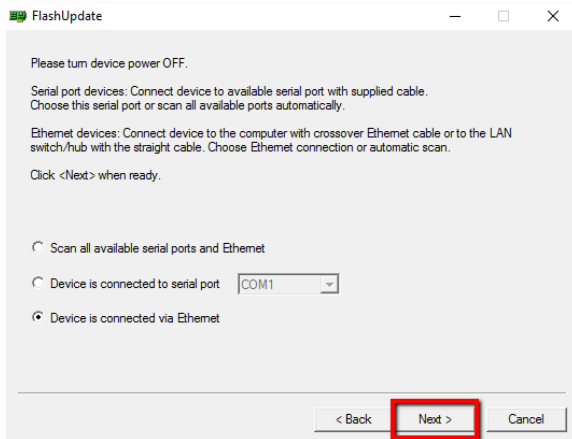 FlashUpdate
Please turn device power OFF.
Serial port devices: Connect device to available serial port with supplied cable.
Choose this serial port or scan all available ports automatically.
Ethernet devices: Connect device to the computer with crossover Ethernet cable or to the LAN
switch/hub with the straight cable. Choose Ethernet connection or automatic scan.
Click <Next> when ready.
Scan all available serial ports and Ethernet
Device is connected to serial port COM1
Device is connected via Ethernet
< Back Next > Cancel